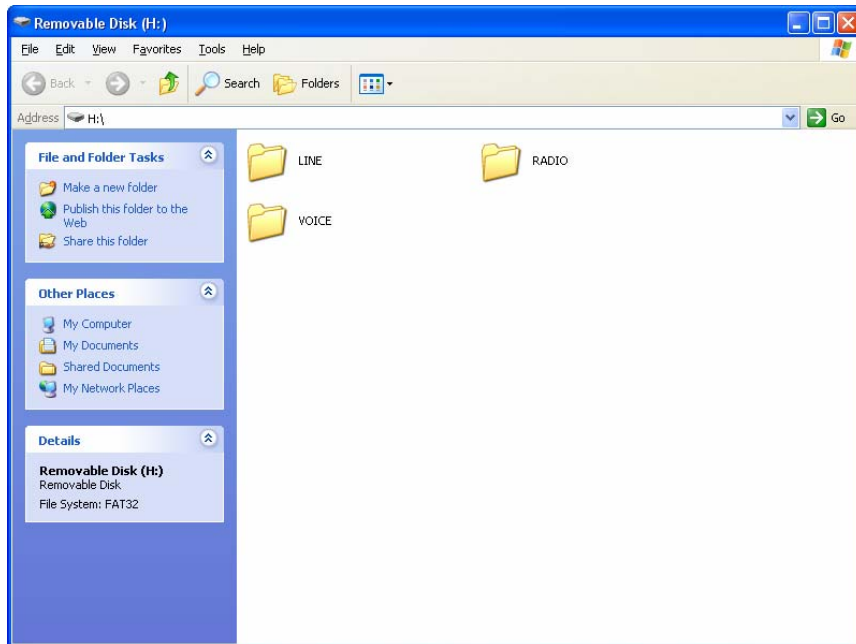 Removable Disk (H:)
File Edit View Favorites Tools Help
Back Search Folders
Address H:\ Go
File and Folder Tasks
Make a new folder
Publish this folder to the
Web
Share this folder
Other Places
My Computer
My Documents
Shared Documents
My Network Places
Details
Removable Disk (H:)
Removable Disk
File System: FAT32
LINE RADIO
VOICE